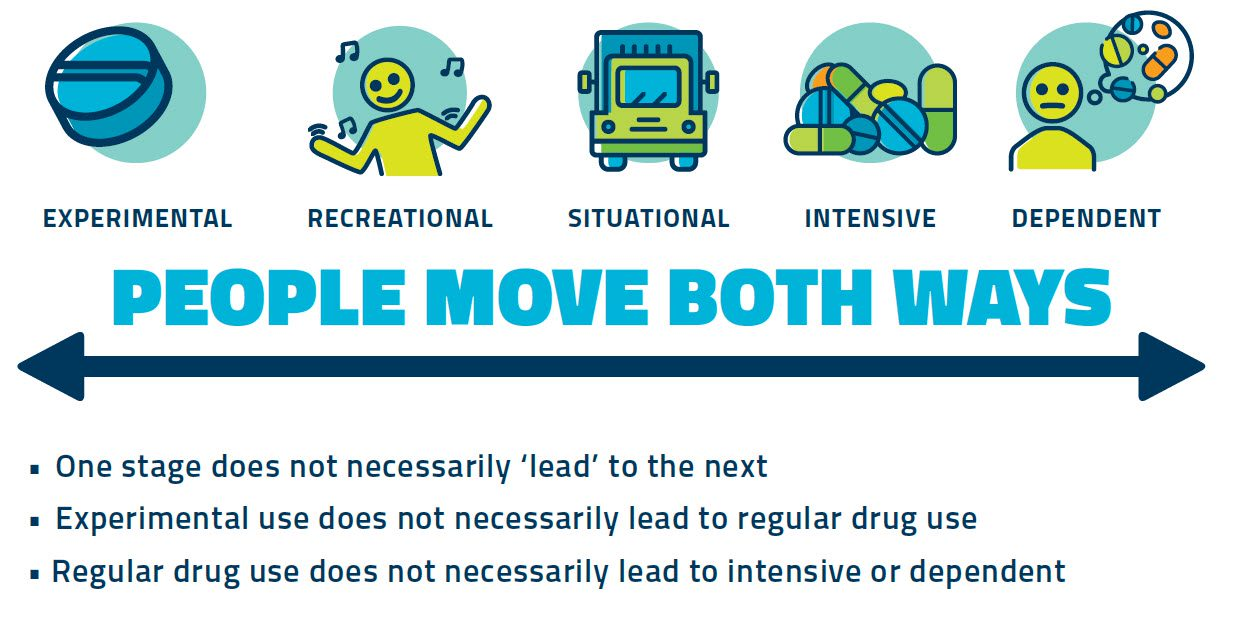 EXPERIMENTAL RECREATIONAL SITUATIONAL INTENSIVE DEPENDENT
PEOPLE MOVE BOTH WAYS
▪ One stage does not necessarily ‘lead’ to the next
▪ Experimental use does not necessarily lead to regular drug use
▪ Regular drug use does not necessarily lead to intensive or dependent